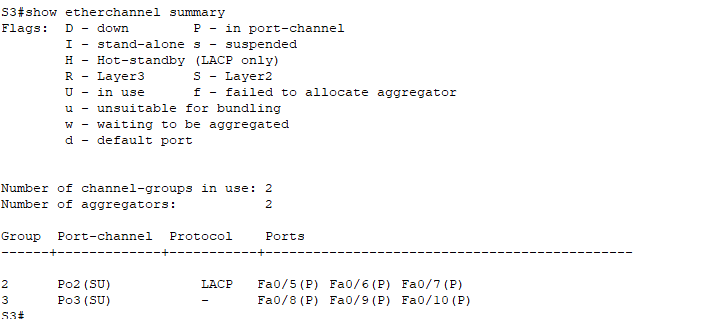 S3#show etherchannel summary
Flags:  D - down        P - in port-channel
        I - stand-alone s - suspended
        H - Hot-standby (LACP only)
        R - Layer3      S - Layer2
        U - in use      f - failed to allocate aggregator
        u - unsuitable for bundling
        w - waiting to be aggregated
        d - default port
Number of channel-groups in use: 2
Number of aggregators:           2
Group  Port-channel  Protocol    Ports
------+-------------+-----------+----------------------------------------------
2      Po2(SU)           LACP   Fa0/5(P) Fa0/6(P) Fa0/7(P)
3      Po3(SU)           -      Fa0/8(P) Fa0/9(P) Fa0/10(P)
S3#